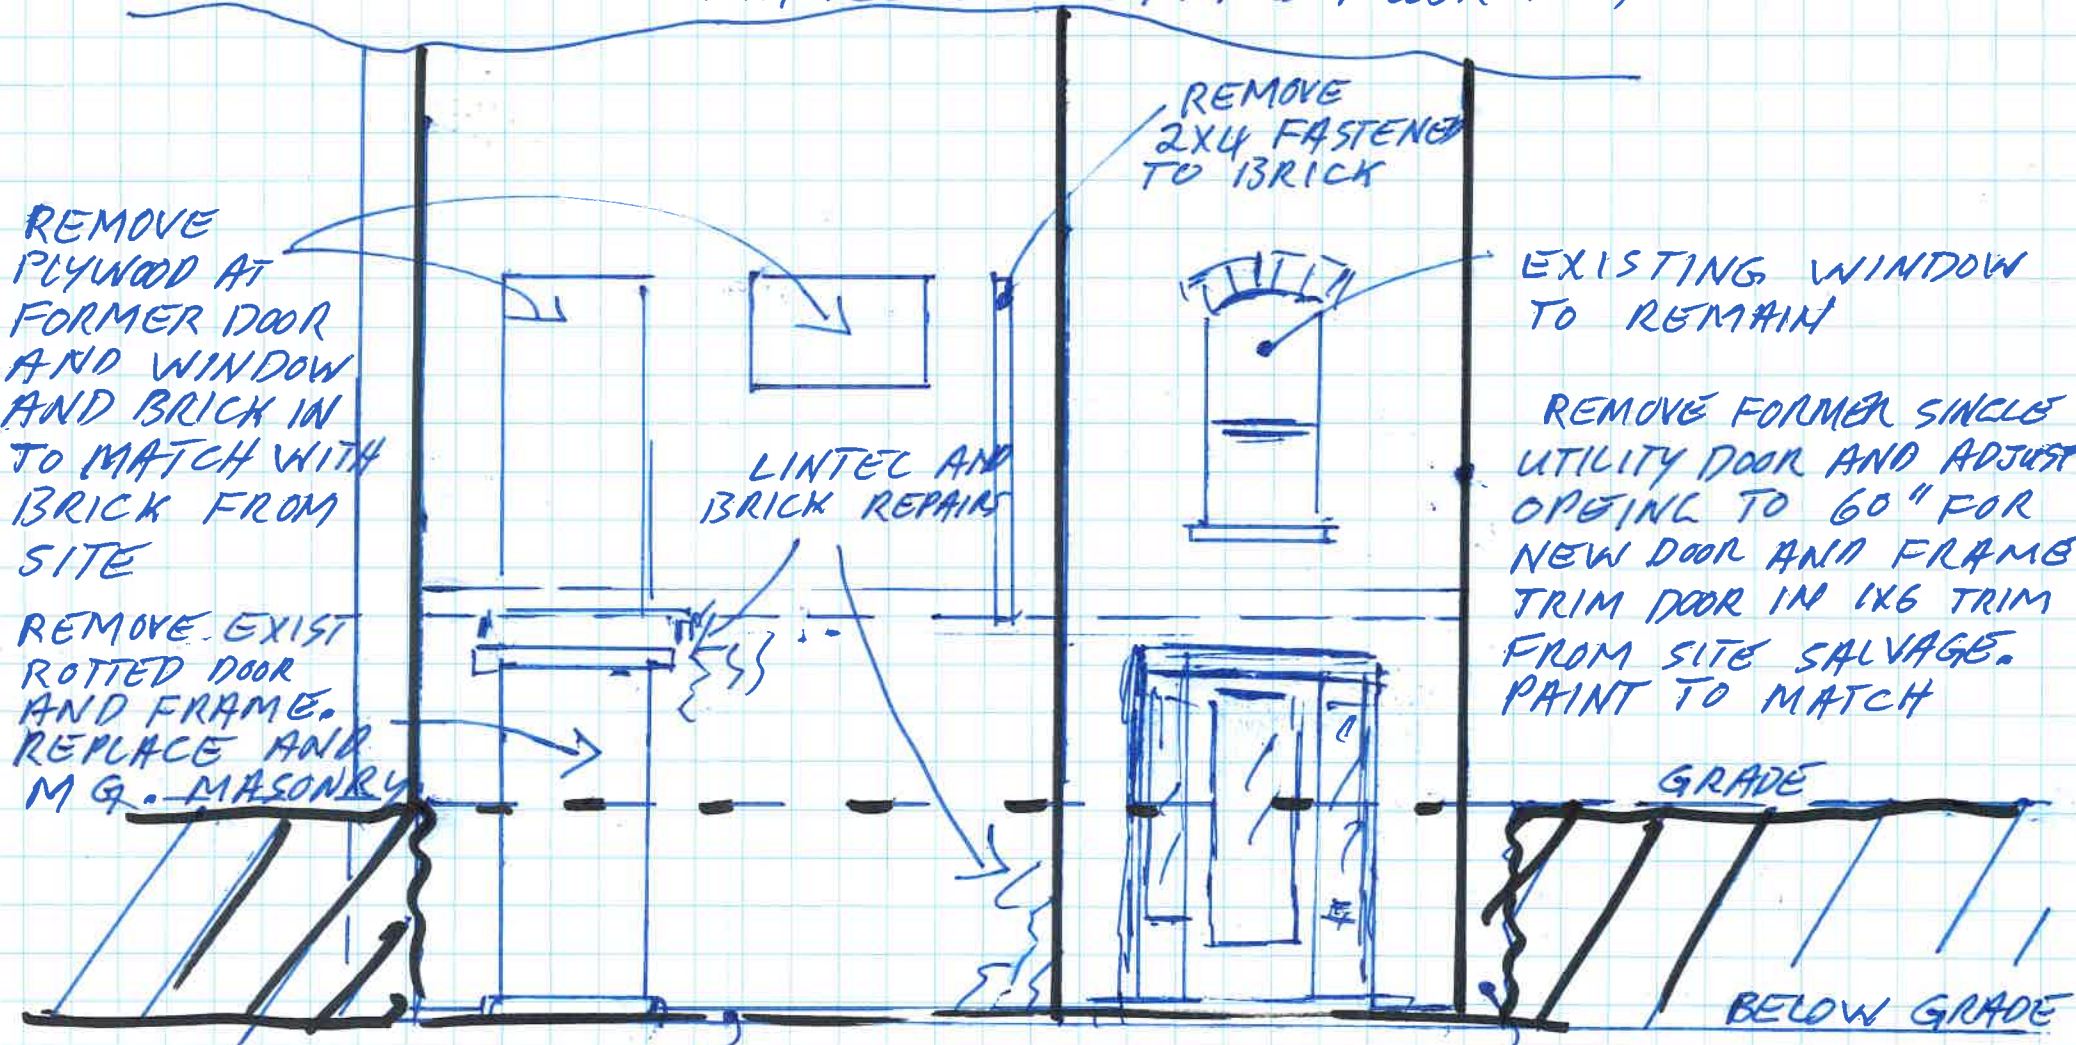 REMOVE
2X4 FASTENED
TO BRICK
REMOVE
PLYWOOD AT
FORMER DOOR
AND WINDOW
AND BRICK IN
TO MATCH WITH
BRICK FROM
SITE
EXISTING WINDOW
TO REMAIN
LINTEL AND
BRICK REPAIRS
REMOVE FORMER SINGLE
UTILITY DOOR AND ADJUST
OPEING TO 60" FOR
NEW DOOR AND FRAME
TRIM DOOR IN 1X6 TRIM
FROM SITE SALVAGE.
PAINT TO MATCH
REMOVE EXIST
ROTTED DOOR
AND FRAME.
REPLACE AND
MASONRY
GRADE
BELOW GRADE